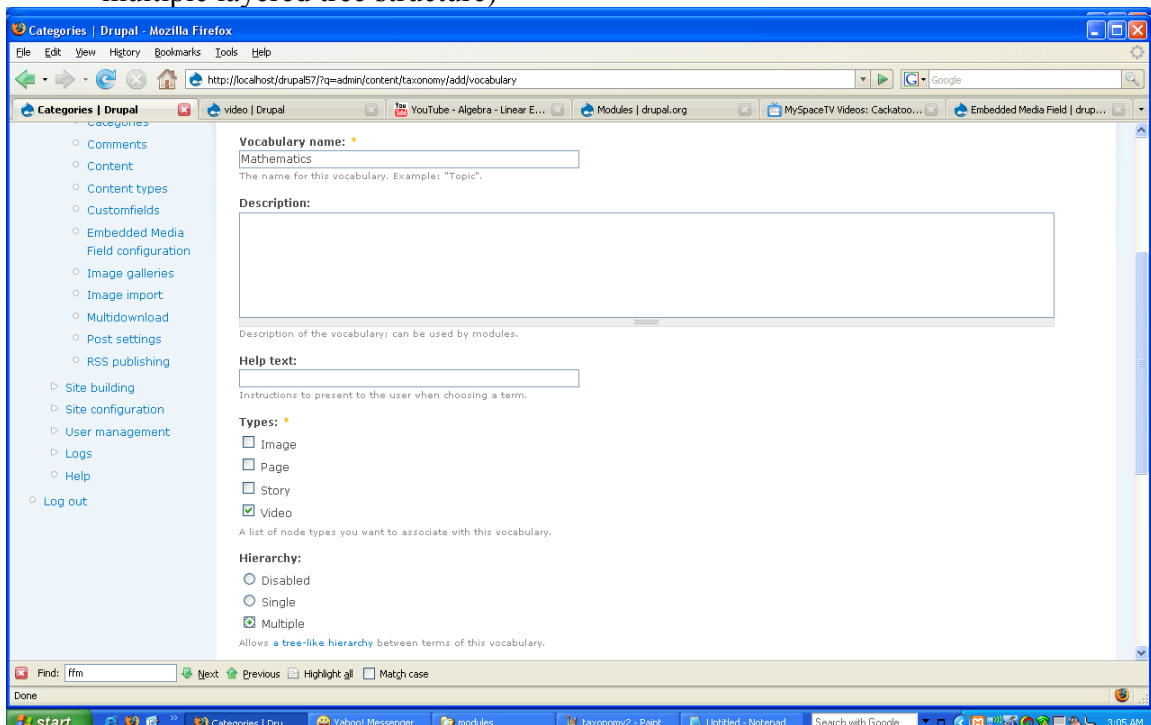 multiple layered tree structure)
Categories | Drupal - Mozilla Firefox
File Edit View History Bookmarks Tools Help
http://localhost/drupal57/?q=admin/content/taxonomy/add/vocabulary
G Google
Categories | Drupal
video | Drupal
You Tube YouTube - Algebra - Linear E...
Modules | drupal.org
MySpaceTV Videos: Cackatoo...
Embedded Media Field | drup...
Categories
Comments
Content
Content types
Customfields
Embedded Media
Field configuration
Image galleries
Image import
Multidownload
Post settings
RSS publishing
Site building
Site configuration
User management
Logs
Help
Log out
Vocabulary name: *
Mathematics
The name for this vocabulary. Example: "Topic".
Description:
Description of the vocabulary; can be used by modules.
Help text:
Instructions to present to the user when choosing a term.
Types: *
Image
Page
Story
Video
A list of node types you want to associate with this vocabulary.
Hierarchy:
Disabled
Single
Multiple
Allows a tree-like hierarchy between terms of this vocabulary.
Find: ffm Next Previous Highlight all Match case
Done
start
Categories | Dru...
Yahoo! Messenger
modules
taxonomy2 - Paint
Untitled - Notepad
Search with Google
3:05 AM